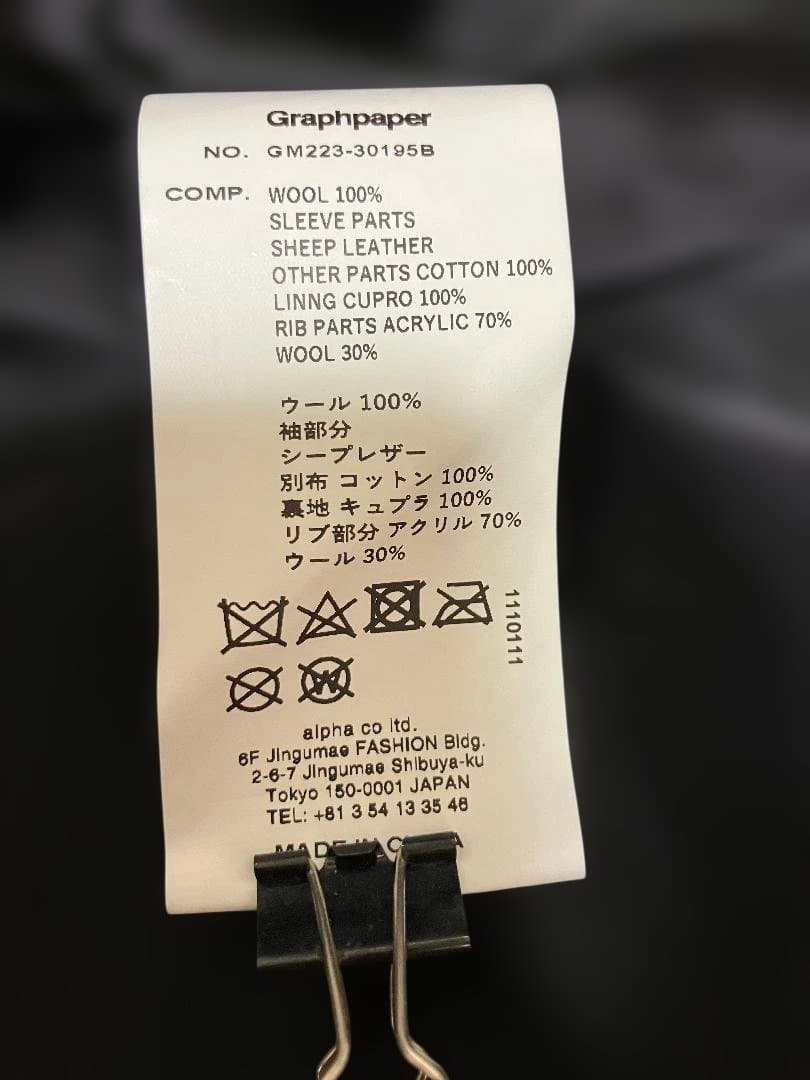 Graphpaper
NO. GM223-30195B
COMP. WOOL 100%
SLEEVE PARTS
SHEEP LEATHER
OTHER PARTS COTTON 100%
LINNG CUPRO 100%
RIB PARTS ACRYLIC 70%
WOOL 30%
ウール 100%
袖部分
シープレザー
別布 コットン 100%
裏地 キュプラ 100%
リブ部分 アクリル 70%
ウール 30%
1110111
W
alpha co ltd.
6F Jingumae FASHION Bldg.
2-6-7 Jingumae Shibuya-ku
Tokyo 150-0001 JAPAN
TEL: +81 3 54 13 35 46
MADE